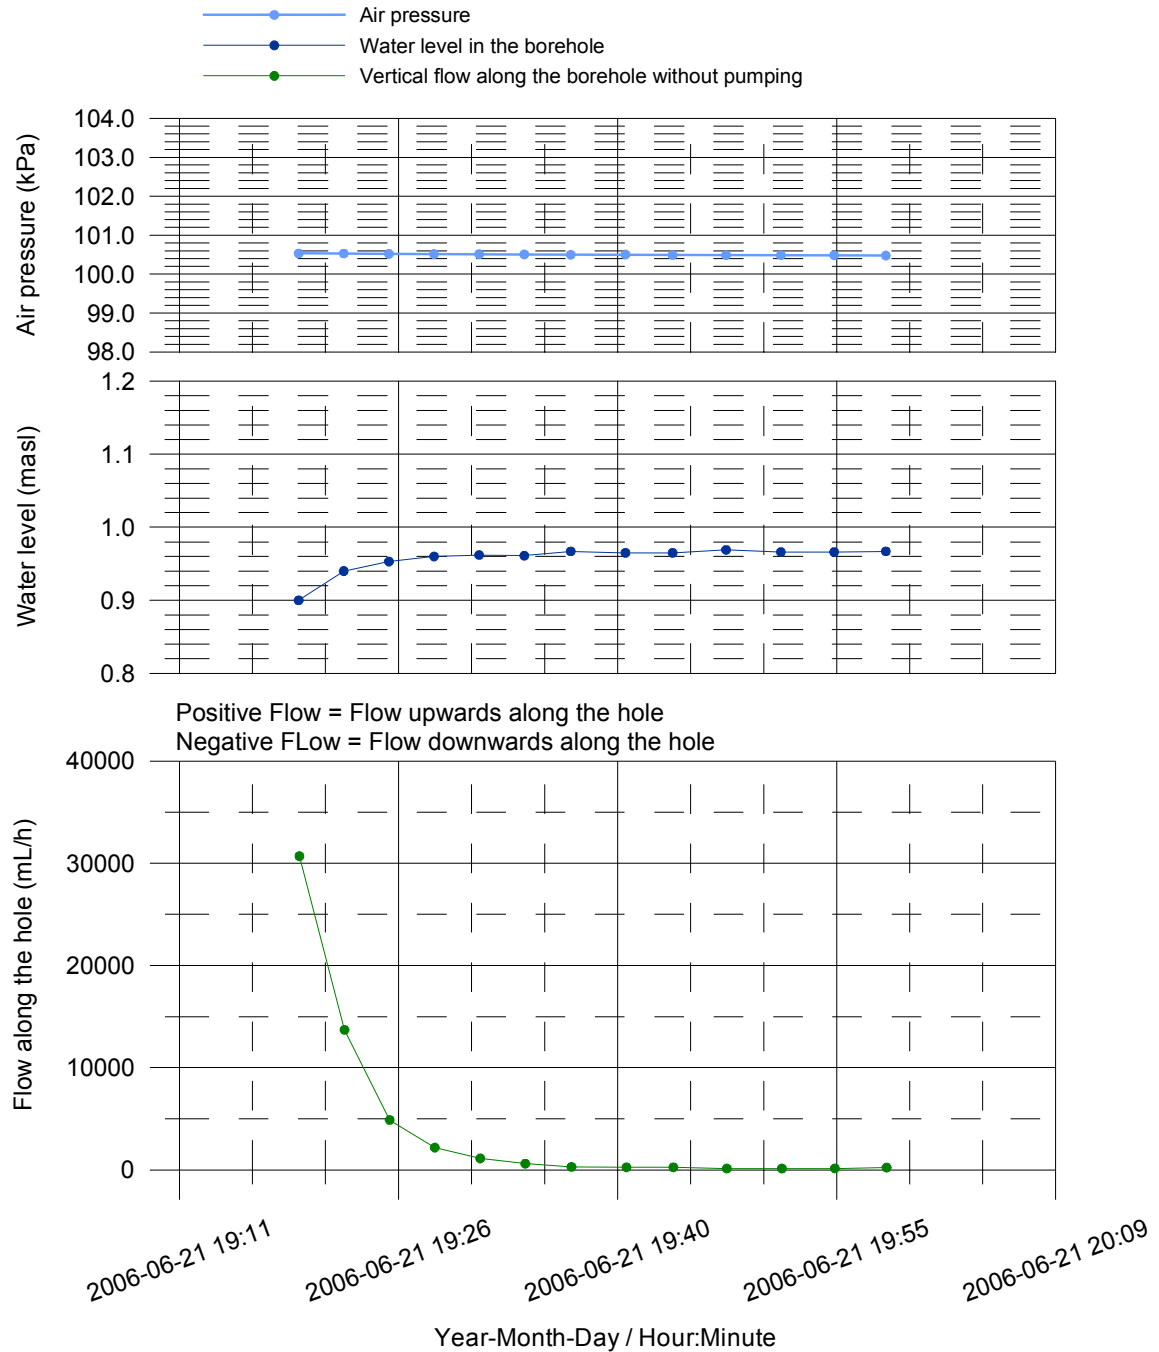 Air pressure
Water level in the borehole
Vertical flow along the borehole without pumping
Air pressure (kPa)
104.0
103.0
102.0
101.0
100.0
99.0
98.0
Water level (masl)
1.2
1.1
1.0
0.9
0.8
Positive Flow = Flow upwards along the hole
Negative FLow = Flow downwards along the hole
Flow along the hole (mL/h)
40000
30000
20000
10000
0
2006-06-21 19:11
2006-06-21 19:26
2006-06-21 19:40
2006-06-21 19:55
2006-06-21 20:09
Year-Month-Day / Hour:Minute